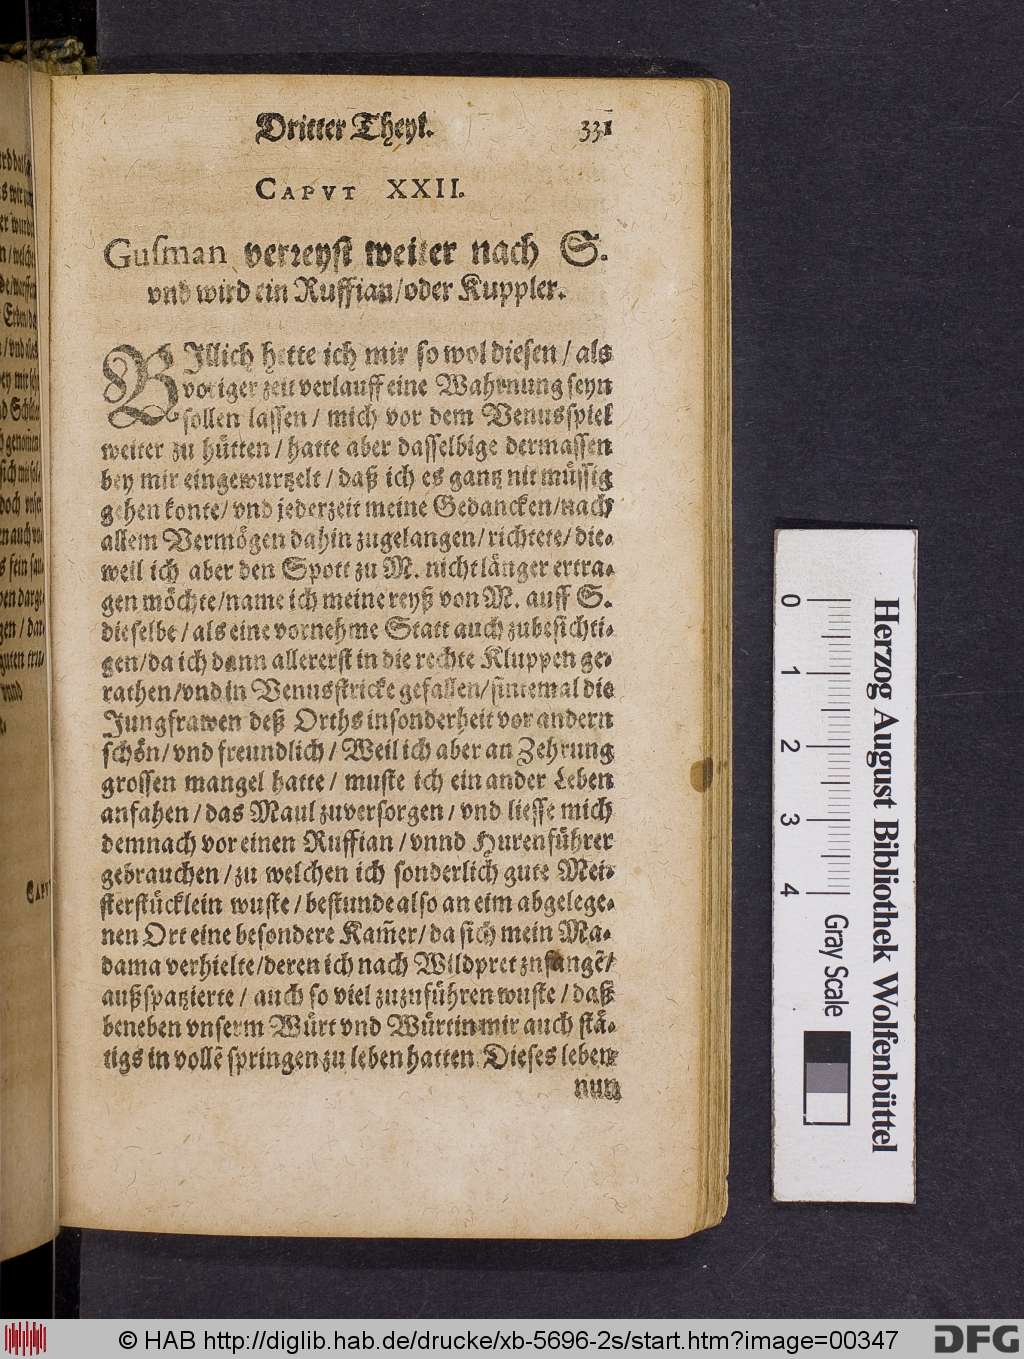 Dritter Theyl. 331
CAPVT XXII.
Gusman verreyst weiter nach S.
vnd wird ein Ruffian/oder Kuppler.
BIllich hette ich mir so wol diesen / als
voriger zeit verlauff eine Wahrnung seyn
sollen lassen / mich vor dem Venusspiel
weiter zu hütten / hatte aber dasselbige dermassen
bey mir eingewurtzelt / daß ich es gantz nit müssig
gehen konte/ vnd jederzeit meine Gedancken/nach
allem Vermögen dahin zugelangen/ richtete/ die-
weil ich aber den Spott zu M. nicht länger ertra-
gen möchte/name ich meine reyß von M. auff S.
dieselbe / als eine vornehme Statt auch zubesichti-
gen/da ich dann allererst in die rechte Kluppen ge-
rathen/vnd in Venusstricke gefallen/sintemal die
Jungfrawen deß Orths insonderheit vor andern
schön/ vnd freundlich / Weil ich aber an Zehrung
grossen mangel hatte / muste ich ein ander Leben
anfahen / das Maul zuversorgen / vnd liesse mich
demnach vor einen Ruffian / vnnd Hurenführer
gebrauchen / zu welchen ich sonderlich gute Mei-
sterstücklein wuste / bestunde also an eim abgelege-
nen Ort eine besondere Kam̃er/ da sich mein Ma-
dama verhielte/deren ich nach Wildpret zufangẽ/
außspatzierte / auch so viel zuzuführen wuste / daß
beneben vnserm Würt vnd Würtin mir auch stä-
tigs in vollẽ springen zu leben hatten Dieses leben
nun
CAPVT
0 1 2 3 4
Gray Scale
Herzog August Bibliothek Wolfenbüttel
© HAB http://diglib.hab.de/drucke/xb-5696-2s/start.htm?image=00347
DFG